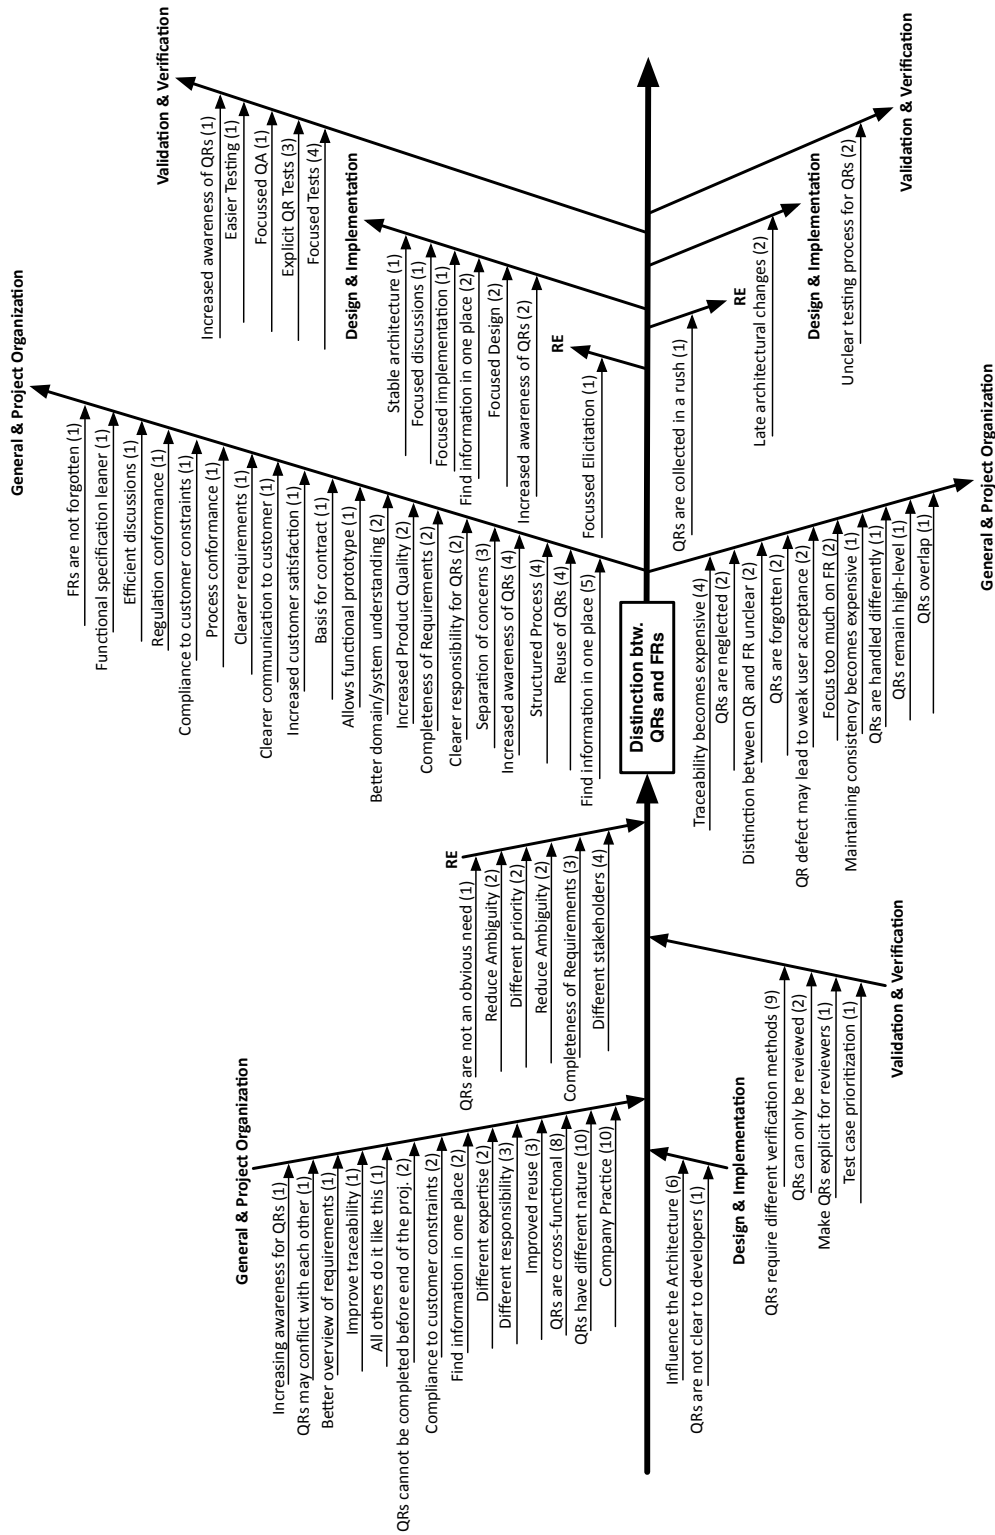 General & Project Organization
Increasing awareness for QRs (1)
QRs may conflict with each other (1)
Better overview of requirements (1)
Improve traceability (1)
All others do it like this (1)
QRs cannot be completed before end of the proj. (2)
Compliance to customer constraints (2)
Find information in one place (2)
Different expertise (2)
Different responsibility (3)
Improved reuse (3)
QRs are cross-functional (8)
QRs have different nature (10)
Company Practice (10)
RE
QRs are not an obvious need (1)
Reduce Ambiguity (2)
Different priority (2)
Reduce Ambiguity (2)
Completeness of Requirements (3)
Different stakeholders (4)
Influence the Architecture (6)
QRs are not clear to developers (1)
Design & Implementation
QRs require different verification methods (9)
QRs can only be reviewed (2)
Make QRs explicit for reviewers (1)
Test case prioritization (1)
Validation & Verification
Distinction btw.
QRs and FRs
General & Project Organization
FRs are not forgotten (1)
Functional specification leaner (1)
Efficient discussions (1)
Regulation conformance (1)
Compliance to customer constraints (1)
Process conformance (1)
Clearer requirements (1)
Clearer communication to customer (1)
Increased customer satisfaction (1)
Basis for contract (1)
Allows functional prototype (1)
Better domain/system understanding (2)
Increased Product Quality (2)
Completeness of Requirements (2)
Clearer responsibility for QRs (2)
Separation of concerns (3)
Increased awareness of QRs (4)
Structured Process (4)
Reuse of QRs (4)
Find information in one place (5)
RE
Focussed Elicitation (1)
Design & Implementation
Stable architecture (1)
Focused discussions (1)
Focused implementation (1)
Find information in one place (2)
Focused Design (2)
Increased awareness of QRs (2)
Validation & Verification
Increased awareness of QRs (1)
Easier Testing (1)
Focussed QA (1)
Explicit QR Tests (3)
Focused Tests (4)
Traceability becomes expensive (4)
QRs are neglected (2)
Distinction between QR and FR unclear (2)
QRs are forgotten (2)
QR defect may lead to weak user acceptance (2)
Focus too much on FR (2)
Maintaining consistency becomes expensive (1)
QRs are handled differently (1)
QRs remain high-level (1)
QRs overlap (1)
General & Project Organization
QRs are collected in a rush (1)
RE
Late architectural changes (2)
Design & Implementation
Unclear testing process for QRs (2)
Validation & Verification